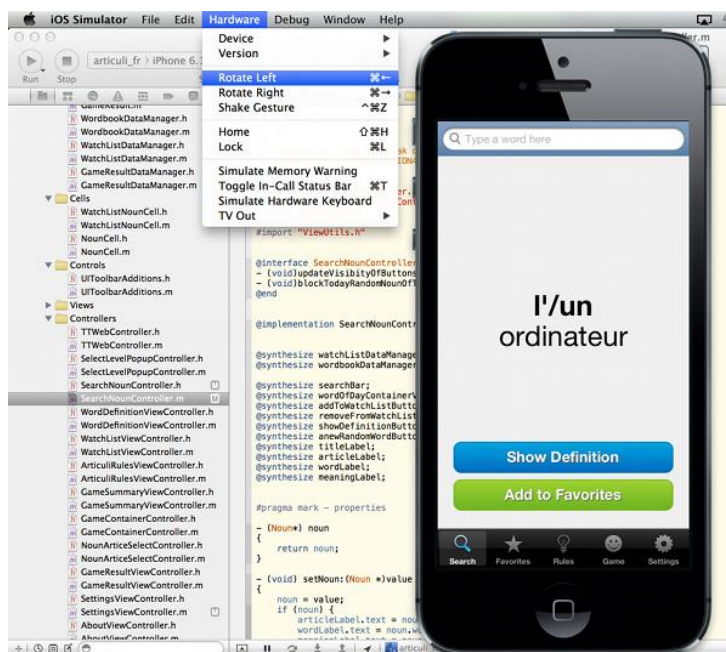 iOS Simulator File Edit Hardware Debug Window Help
Device
Version
Rotate Left ⌘←
Rotate Right ⌘→
Shake Gesture ^⌘Z
Home ⇧⌘H
Lock ⌘L
Simulate Memory Warning
Toggle In-Call Status Bar ⌘T
Simulate Hardware Keyboard
TV Out
articuli_fr › iPhone 6.
Run Stop
GameResult.m
WordbookDataManager.h
WordbookDataManager.m
WatchListDataManager.h
WatchListDataManager.m
GameResultDataManager.h
GameResultDataManager.m
Cells
WatchListNounCell.h
WatchListNounCell.m
NounCell.h
NounCell.m
Controls
UIToolbarAdditions.h
UIToolbarAdditions.m
Views
Controllers
TTWebController.h
TTWebController.m
SelectLevelPopupController.h
SelectLevelPopupController.m
SearchNounController.h M
SearchNounController.m M
WordDefinitionViewController.h
WordDefinitionViewController.m
WatchListViewController.h
WatchListViewController.m
ArticuliRulesViewController.h
ArticuliRulesViewController.m
GameSummaryViewController.h
GameSummaryViewController.m
GameContainerController.h
GameContainerController.m
NounArticeSelectController.h
NounArticeSelectController.m
GameResultViewController.h
GameResultViewController.m
SettingsViewController.h
SettingsViewController.m M
AboutViewController.h
AboutViewController.m
#import "ViewUtils.h"
@interface SearchNounController
- (void)updateVisibityOfButtons
- (void)blockTodayRandomNounOfT
@end
@implementation SearchNounContr
@synthesize watchListDataManage
@synthesize wordbookDataManager
@synthesize searchBar;
@synthesize wordOfDayContainerV
@synthesize addToWatchListButto
@synthesize removeFromWatchList
@synthesize showDefinitionButto
@synthesize anewRandomWordButto
@synthesize titleLabel;
@synthesize articleLabel;
@synthesize wordLabel;
@synthesize meaningLabel;
#pragma mark - properties
- (Noun*) noun
{
return noun;
}
- (void) setNoun:(Noun *)value
{
noun = value;
if (noun) {
articleLabel.text = nou
wordLabel.text = noun.w
articuli
ller.m
Type a word here
l'/un
ordinateur
Show Definition
Add to Favorites
Search Favorites Rules Game Settings